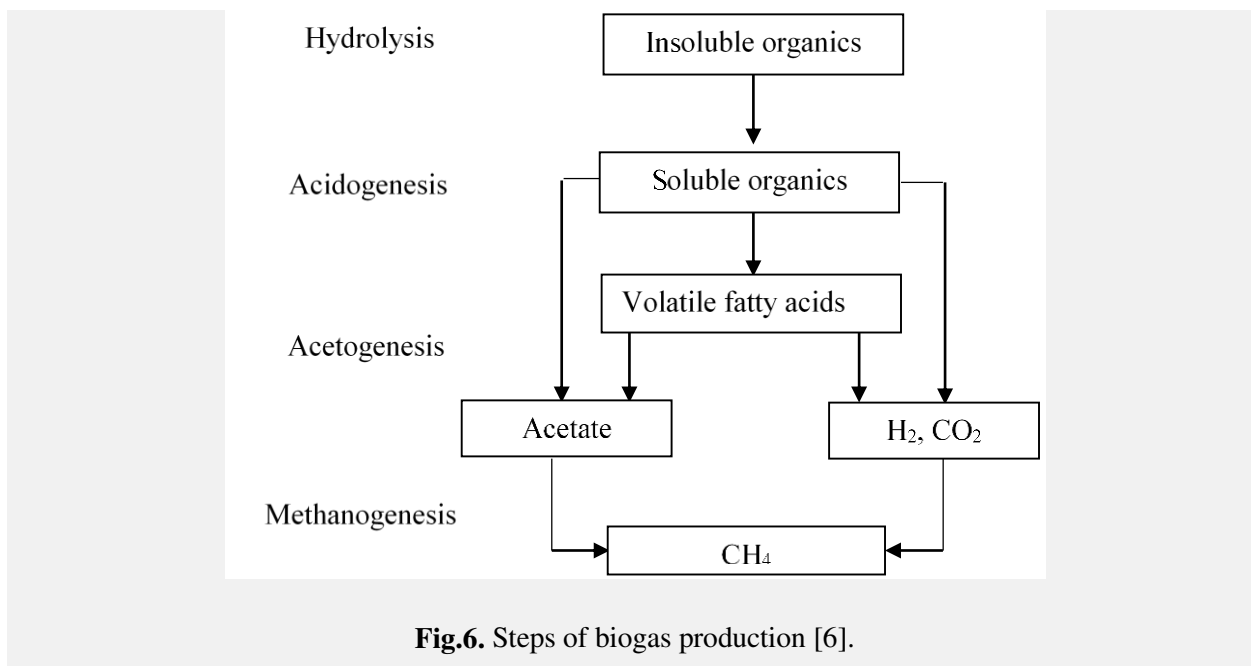 Hydrolysis
Insoluble organics
Acidogenesis
Soluble organics
Volatile fatty acids
Acetogenesis
Acetate
H₂, CO₂
Methanogenesis
CH₄
Fig.6. Steps of biogas production [6].